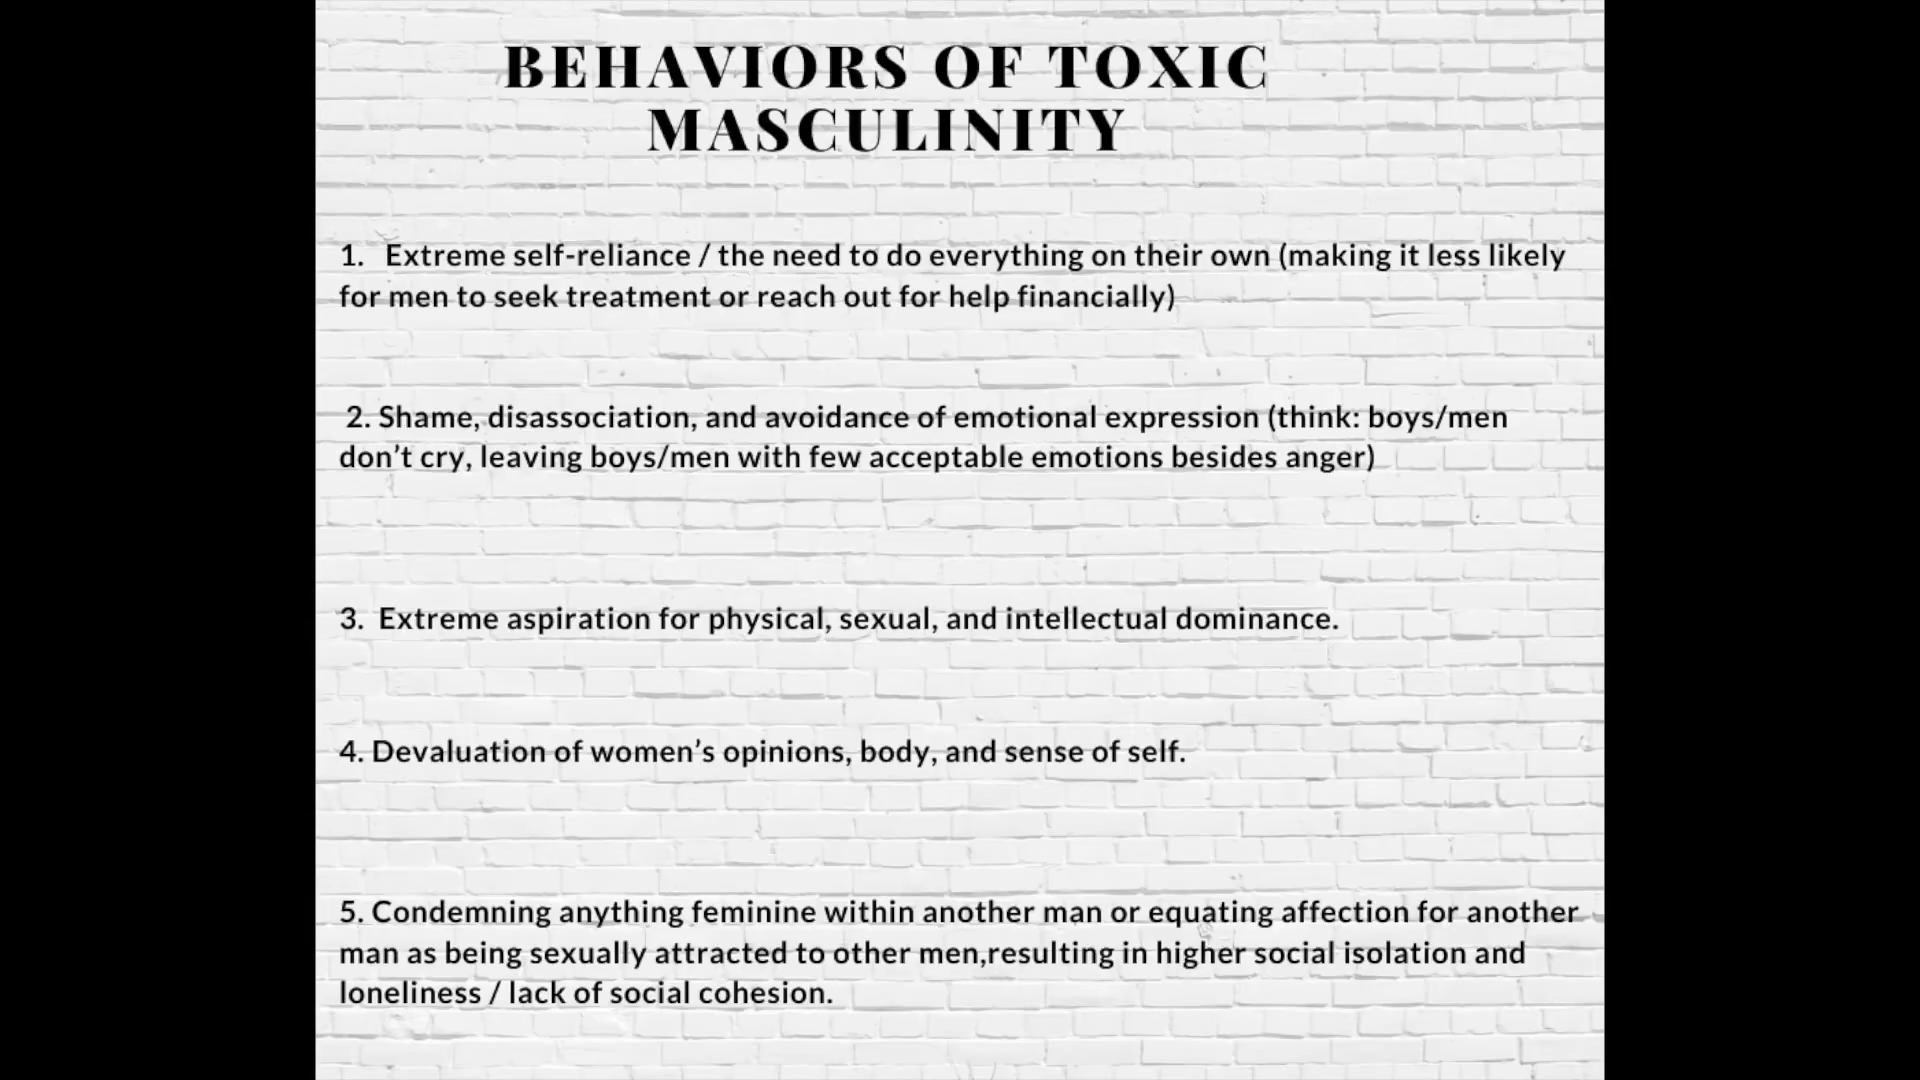 BEHAVIORS OF TOXIC
MASCULINITY
1. Extreme self-reliance / the need to do everything on their own (making it less likely
for men to seek treatment or reach out for help financially)
2. Shame, disassociation, and avoidance of emotional expression (think: boys/men
don’t cry, leaving boys/men with few acceptable emotions besides anger)
3. Extreme aspiration for physical, sexual, and intellectual dominance.
4. Devaluation of women’s opinions, body, and sense of self.
5. Condemning anything feminine within another man or equating affection for another
man as being sexually attracted to other men,resulting in higher social isolation and
loneliness / lack of social cohesion.